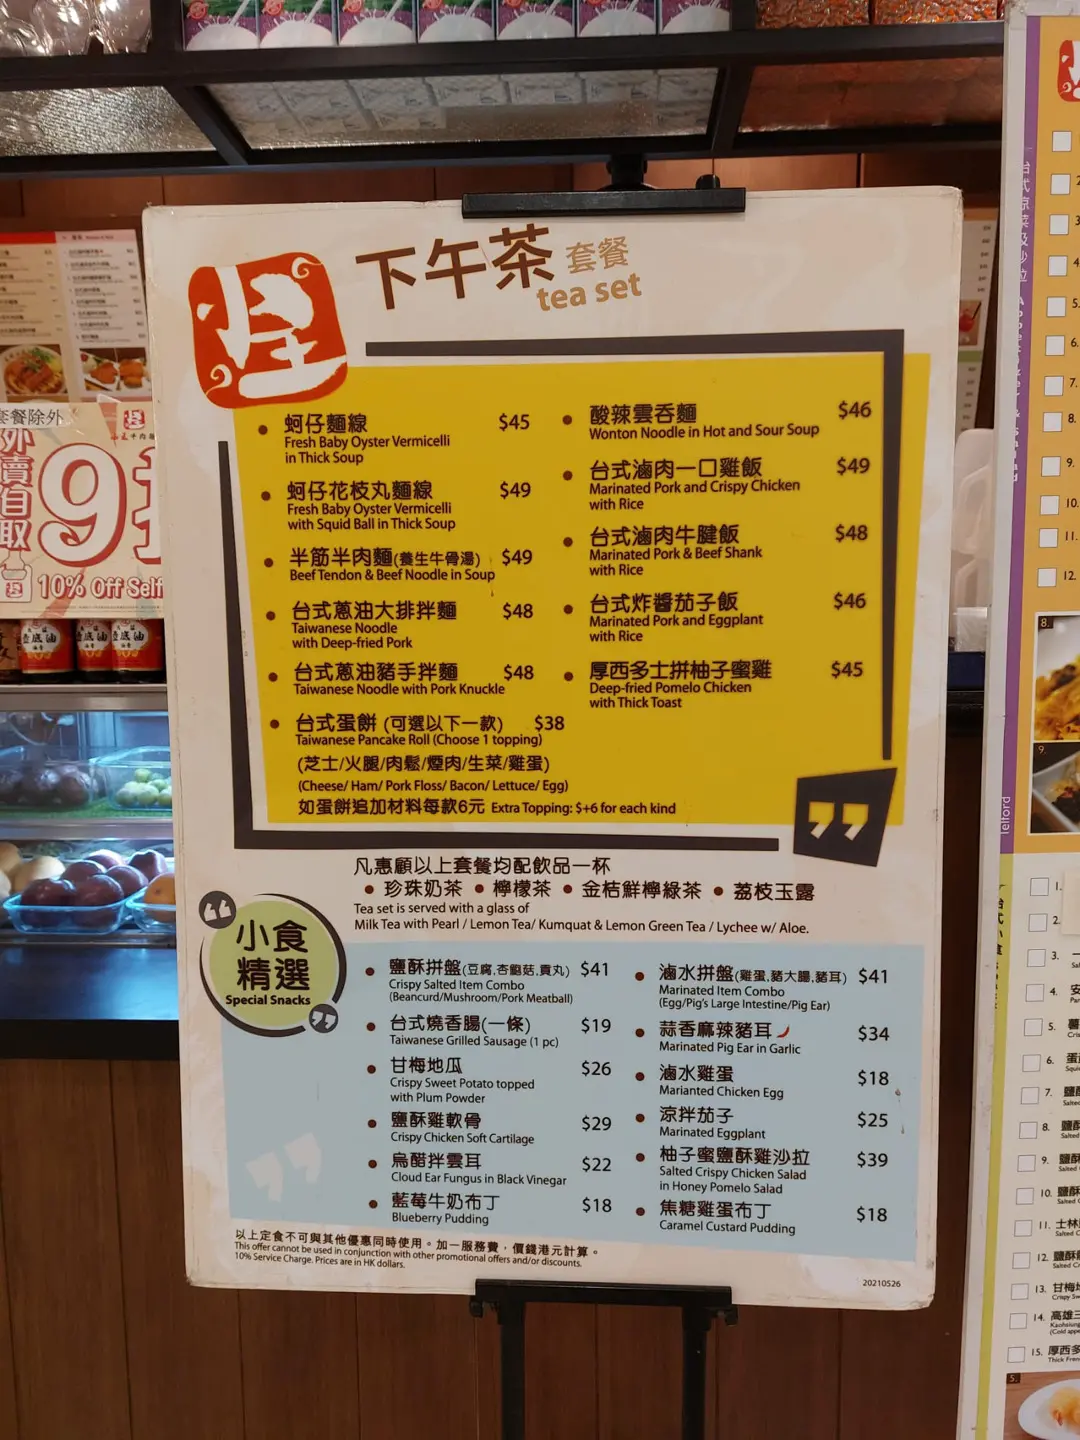 下午茶 套餐
tea set
蚵仔麵線 $45
Fresh Baby Oyster Vermicelli
in Thick Soup
蚵仔花枝丸麵線 $49
Fresh Baby Oyster Vermicelli
with Squid Ball in Thick Soup
半筋半肉麵(養生牛骨湯) $49
Beef Tendon & Beef Noodle in Soup
台式蔥油大排拌麵 $48
Taiwanese Noodle
with Deep-fried Pork
台式蔥油豬手拌麵 $48
Taiwanese Noodle with Pork Knuckle
台式蛋餅 (可選以下一款) $38
Taiwanese Pancake Roll (Choose 1 topping)
(芝士/火腿/肉鬆/煙肉/生菜/雞蛋)
(Cheese/ Ham/ Pork Floss/ Bacon/ Lettuce/ Egg)
如蛋餅追加材料每款6元 Extra Topping: $+6 for each kind
酸辣雲吞麵 $46
Wonton Noodle in Hot and Sour Soup
台式滷肉一口雞飯 $49
Marinated Pork and Crispy Chicken
with Rice
台式滷肉牛腱飯 $48
Marinated Pork & Beef Shank
with Rice
台式炸醬茄子飯 $46
Marinated Pork and Eggplant
with Rice
厚西多士拼柚子蜜雞 $45
Deep-fried Pomelo Chicken
with Thick Toast
凡惠顧以上套餐均配飲品一杯
• 珍珠奶茶 • 檸檬茶 • 金桔鮮檸綠茶 • 荔枝玉露
Tea set is served with a glass of
Milk Tea with Pearl / Lemon Tea/ Kumquat & Lemon Green Tea / Lychee w/ Aloe.
小食
精選
Special Snacks
鹽酥拼盤(豆腐,杏鮑菇,貢丸) $41
Crispy Salted Item Combo
(Beancurd/Mushroom/Pork Meatball)
台式燒香腸(一條) $19
Taiwanese Grilled Sausage (1 pc)
甘梅地瓜 $26
Crispy Sweet Potato topped
with Plum Powder
鹽酥雞軟骨 $29
Crispy Chicken Soft Cartilage
烏醋拌雲耳 $22
Cloud Ear Fungus in Black Vinegar
藍莓牛奶布丁 $18
Blueberry Pudding
滷水拼盤(雞蛋,豬大腸,豬耳) $41
Marinated Item Combo
(Egg/Pig's Large Intestine/Pig Ear)
蒜香麻辣豬耳 $34
Marinated Pig Ear in Garlic
滷水雞蛋 $18
Marianted Chicken Egg
涼拌茄子 $25
Marinated Eggplant
柚子蜜鹽酥雞沙拉 $39
Salted Crispy Chicken Salad
in Honey Pomelo Salad
焦糖雞蛋布丁 $18
Caramel Custard Pudding
以上定食不可與其他優惠同時使用。加一服務費，價錢港元計算。
This offer cannot be used in conjunction with other promotional offers and/or discounts.
10% Service Charge. Prices are in HK dollars.
20210526
套餐除外
外賣自取
9
10% Off Self
台式涼菜及沙拉
Telford